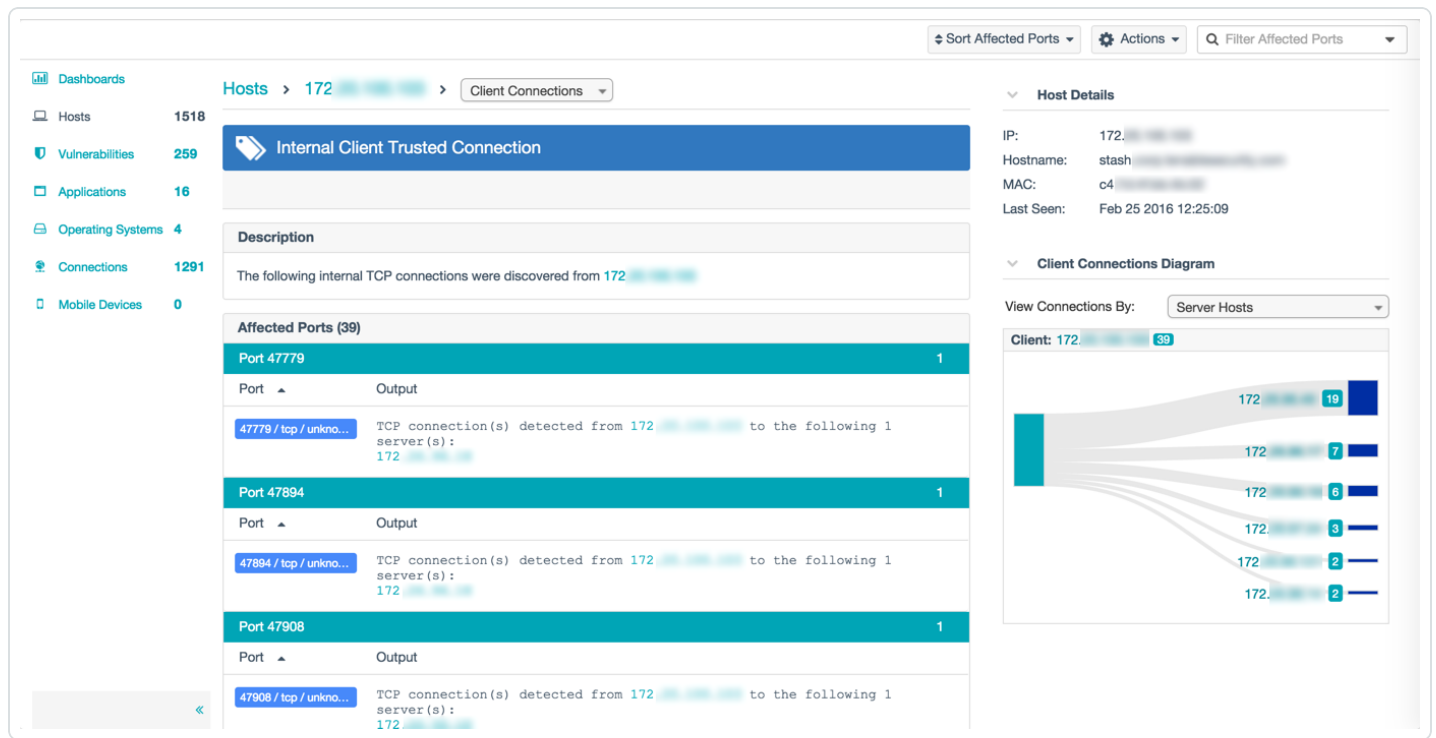 Sort Affected Ports
Actions
Filter Affected Ports
Dashboards
Hosts 1518
Vulnerabilities 259
Applications 16
Operating Systems 4
Connections 1291
Mobile Devices 0
«
Hosts > 172 > Client Connections
Internal Client Trusted Connection
Description
The following internal TCP connections were discovered from 172
Affected Ports (39)
Port 47779 1
Port Output
47779 / tcp / unkno... TCP connection(s) detected from 172 to the following 1
server(s):
172
Port 47894 1
Port Output
47894 / tcp / unkno... TCP connection(s) detected from 172 to the following 1
server(s):
172
Port 47908 1
Port Output
47908 / tcp / unkno... TCP connection(s) detected from 172 to the following 1
server(s):
172
Host Details
IP: 172.
Hostname: stash
MAC: c4
Last Seen: Feb 25 2016 12:25:09
Client Connections Diagram
View Connections By: Server Hosts
Client: 172. 39
172 19
172 7
172 6
172. 3
172 2
172. 2